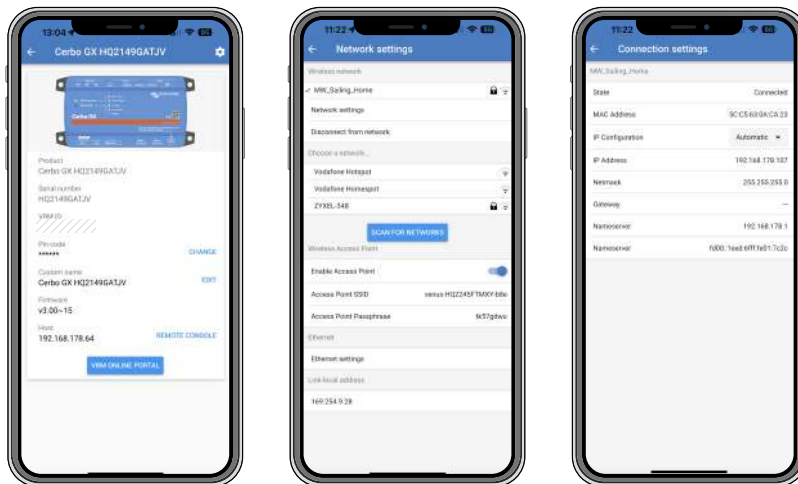 13:04
Cerbo GX HQ2149GATJV
Cerbo GX
Product
Cerbo GX HQ2149GATJV
Serial number
HQ2149GATJV
VRM ID
Pin code
******
CHANGE
Custom name
Cerbo GX HQ2149GATJV
EDIT
Firmware
v3.00~15
Host
192.168.178.64
REMOTE CONSOLE
VRM ONLINE PORTAL
11:22
Network settings
Wireless network
MW_Sailing_Home
Network settings
Disconnect from network
Choose a network...
Vodafone Hotspot
Vodafone Homespot
ZYXEL-348
SCAN FOR NETWORKS
Wireless Access Point
Enable Access Point
Access Point SSID
Access Point Passphrase
Ethernet
Ethernet settings
Link-local address
169.254.9.28
11:22
Connection settings
MW_Sailing_Home
State
Connected
MAC Address
IP Configuration
Automatic
IP Address
192.168.178.107
Netmask
255.255.255.0
Gateway
---
Nameserver
192.168.178.1
Nameserver